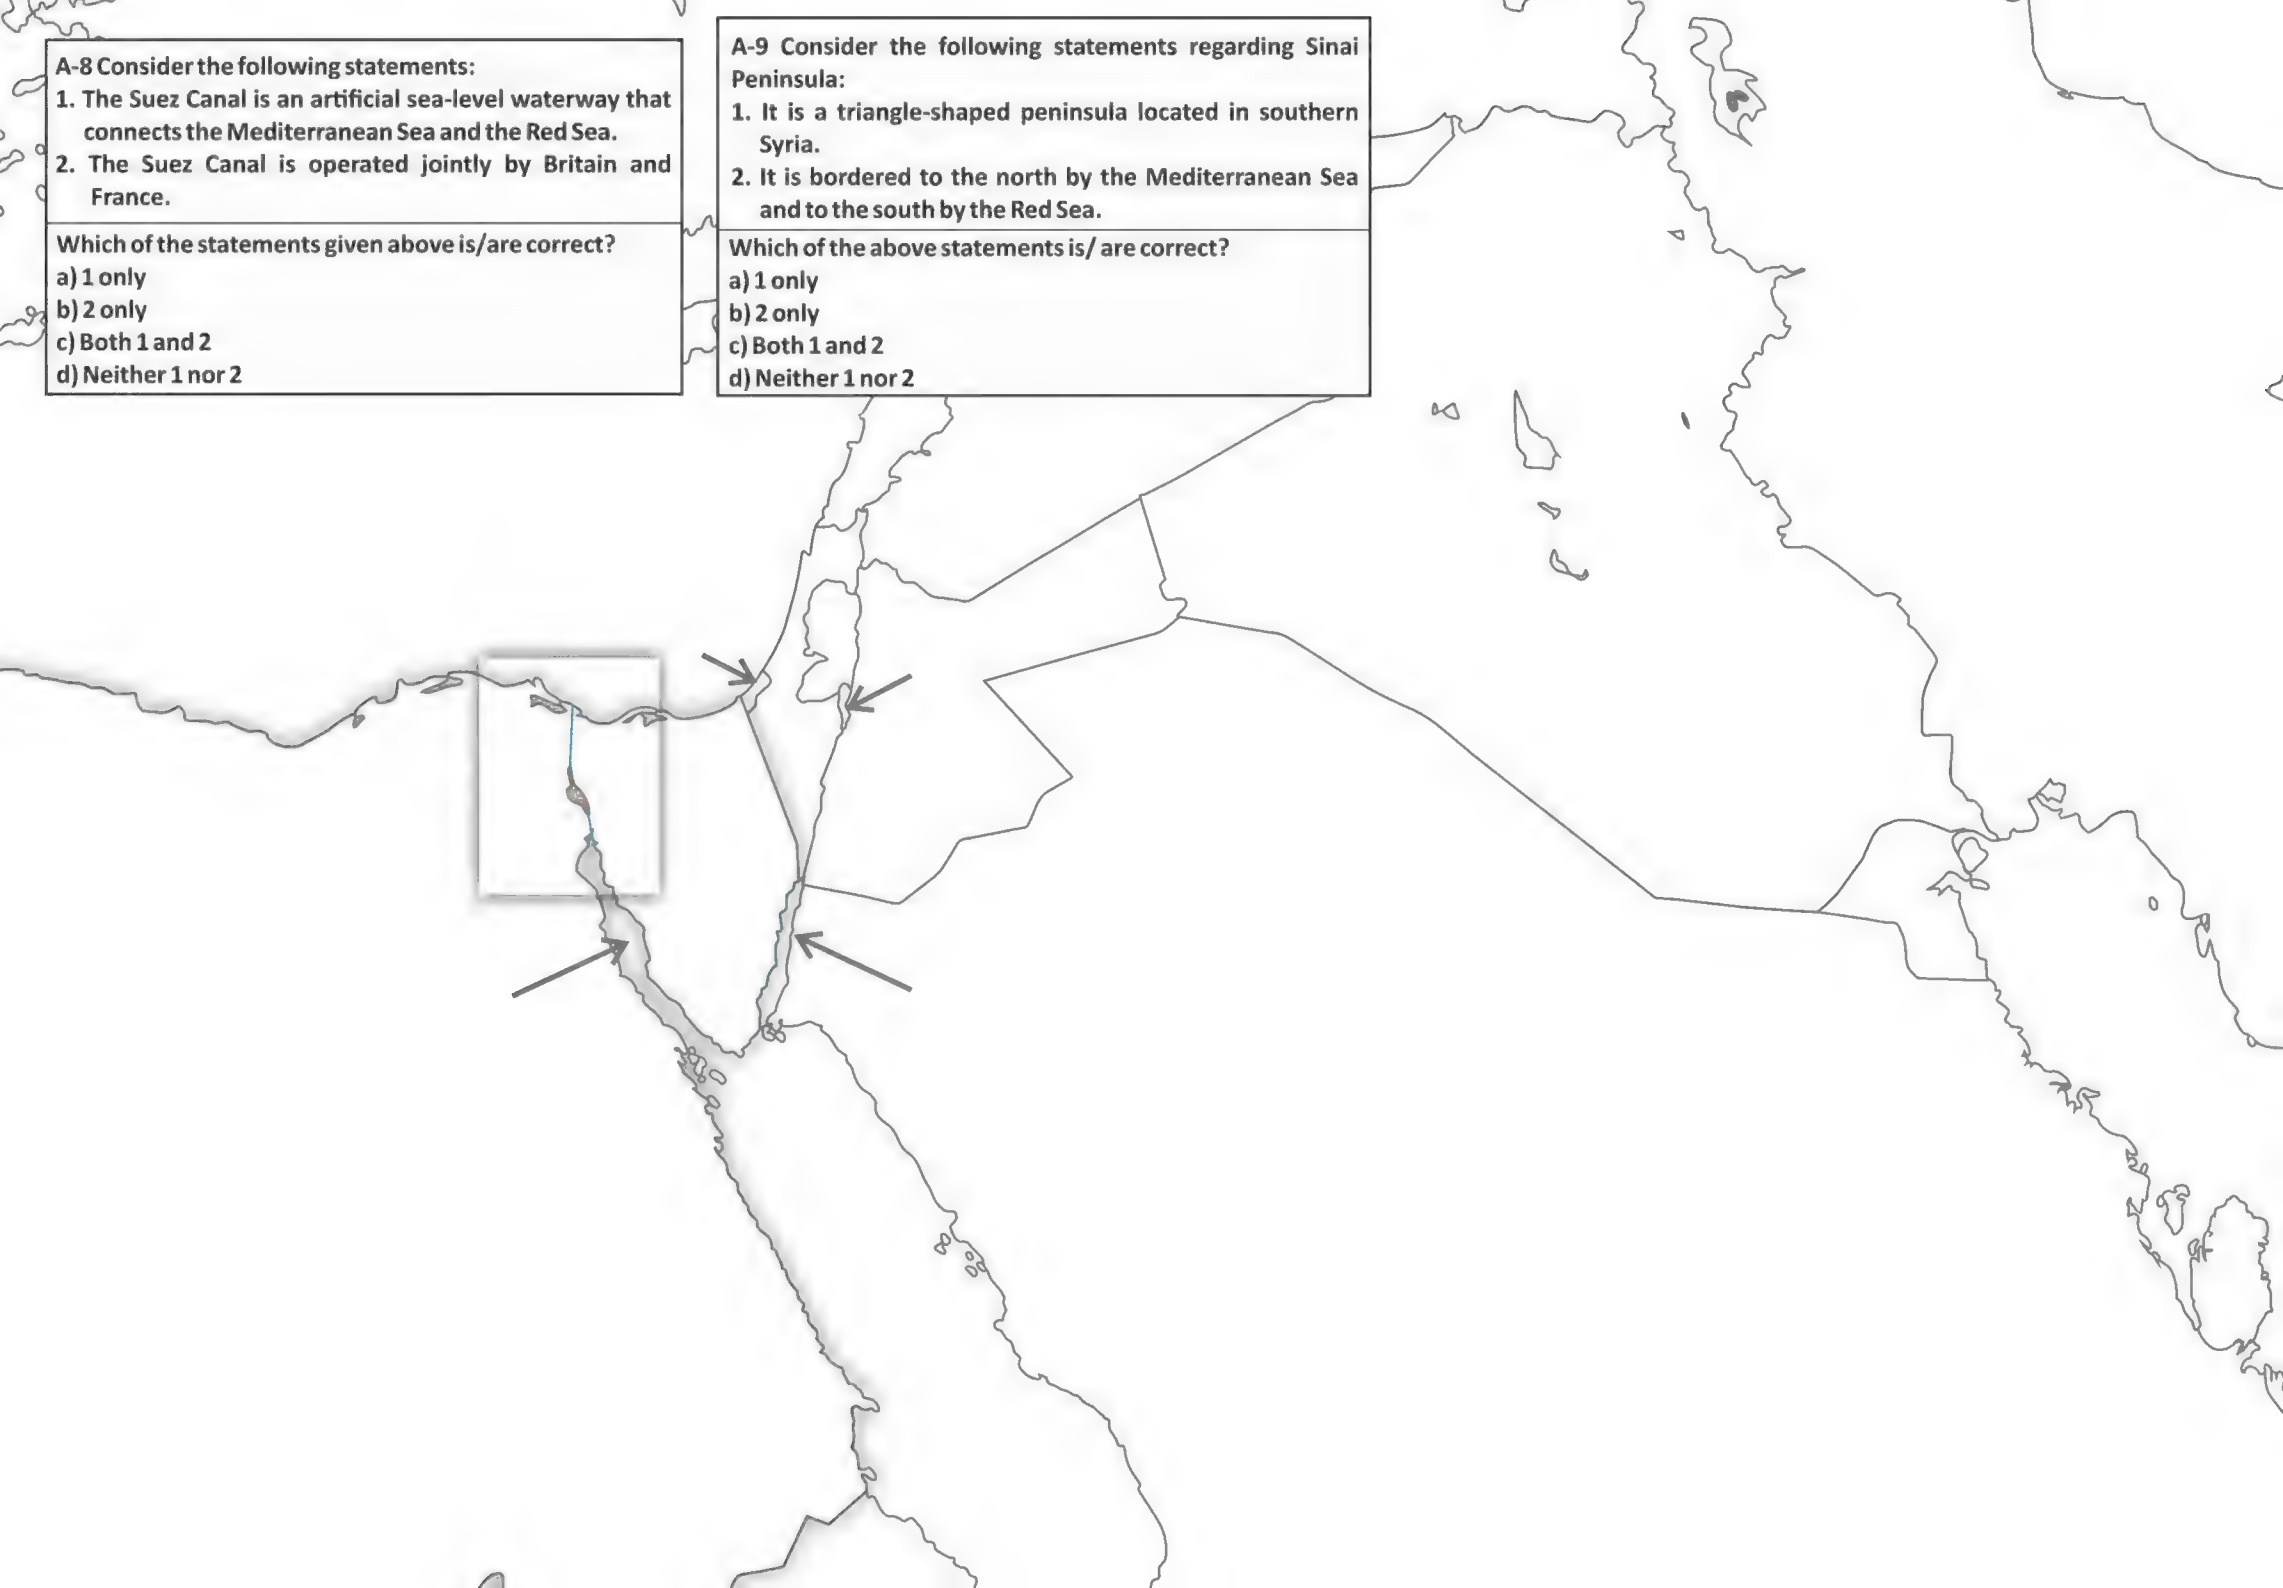 A-8 Consider the following statements:
1. The Suez Canal is an artificial sea-level waterway that
connects the Mediterranean Sea and the Red Sea.
2. The Suez Canal is operated jointly by Britain and
France.
Which of the statements given above is/are correct?
a) 1 only
b) 2 only
c) Both 1 and 2
d) Neither 1 nor 2
A-9 Consider the following statements regarding Sinai
Peninsula:
1. It is a triangle-shaped peninsula located in southern
Syria.
2. It is bordered to the north by the Mediterranean Sea
and to the south by the Red Sea.
Which of the above statements is/ are correct?
a) 1 only
b) 2 only
c) Both 1 and 2
d) Neither 1 nor 2